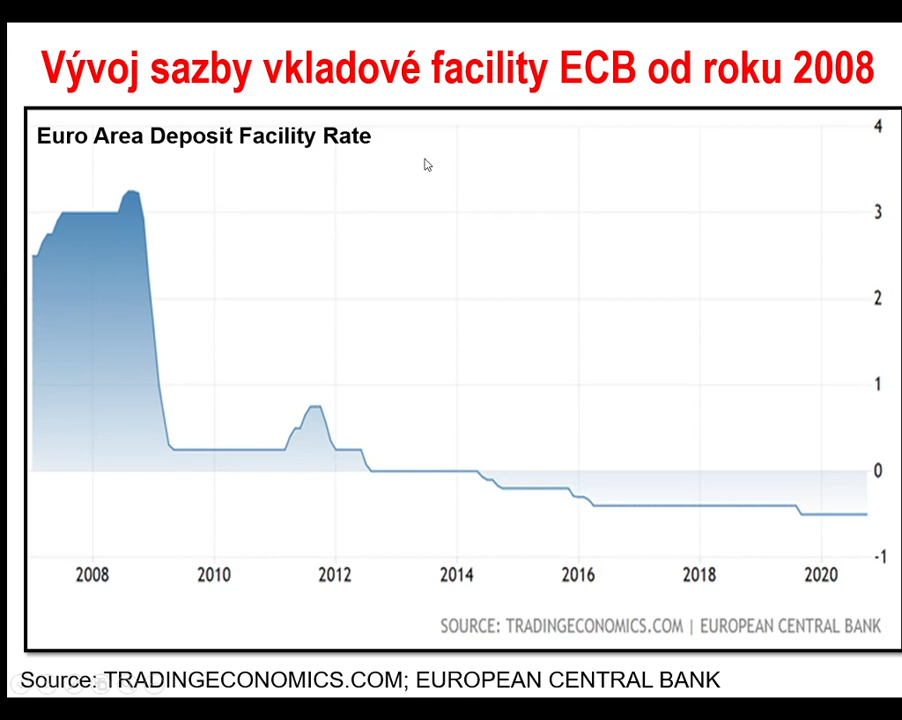 Vývoj sazby vkladové facility ECB od roku 2008
Euro Area Deposit Facility Rate
4
3
2
1
0
-1
2008 2010 2012 2014 2016 2018 2020
SOURCE: TRADINGECONOMICS.COM | EUROPEAN CENTRAL BANK
Source: TRADINGECONOMICS.COM; EUROPEAN CENTRAL BANK